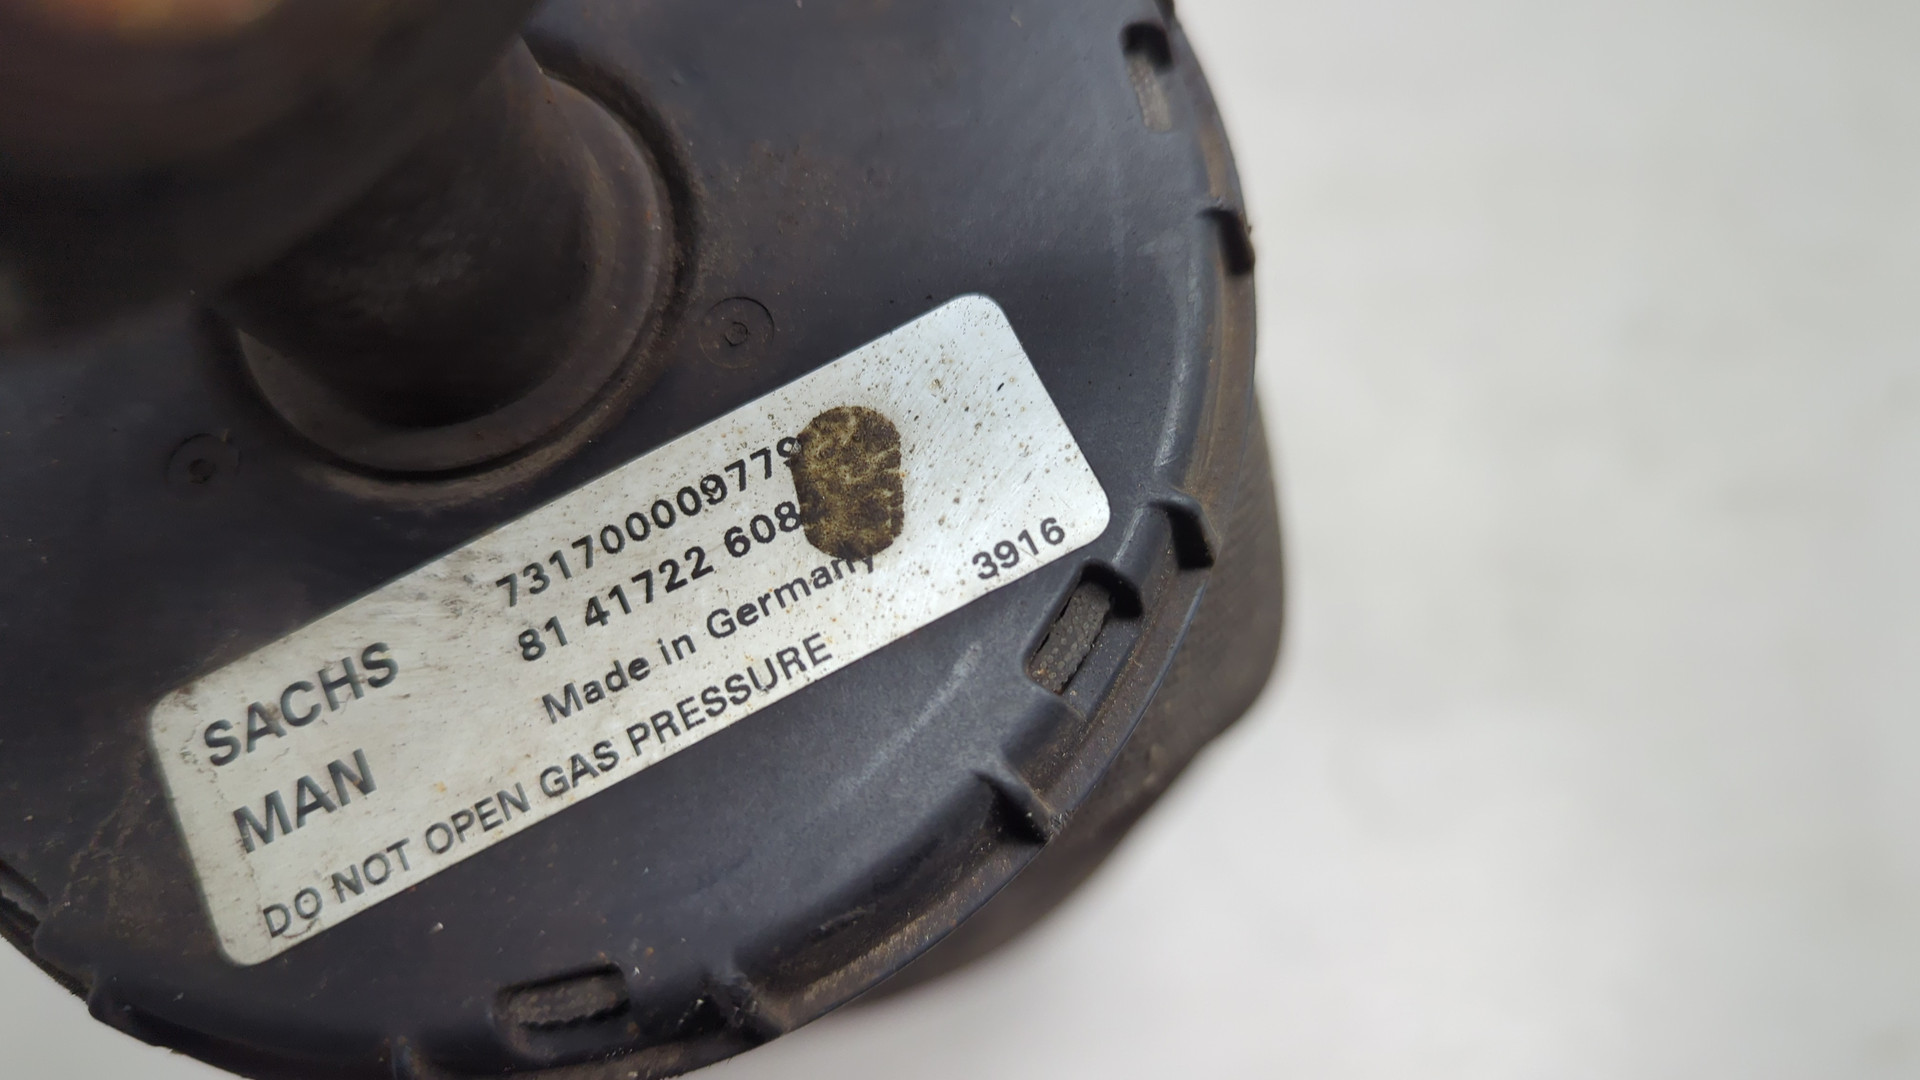 SACHS 731700009779
MAN 81 41722 608
Made in Germany 3916
DO NOT OPEN GAS PRESSURE